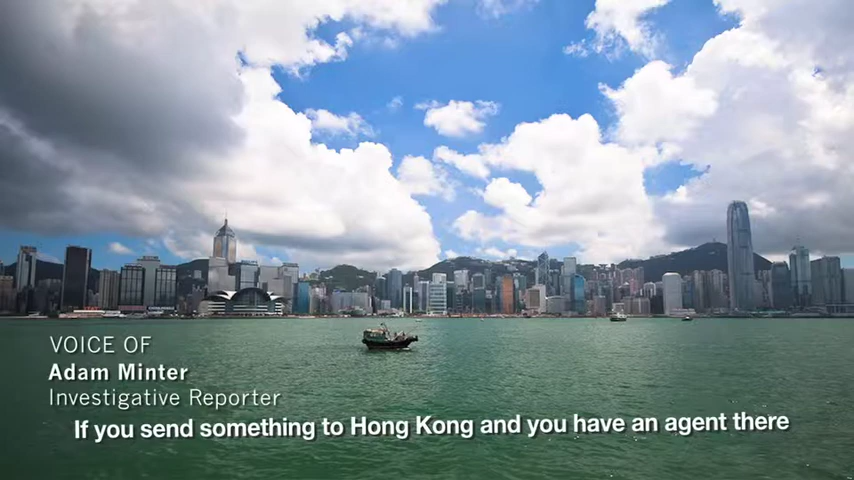 VOICE OF
Adam Minter
Investigative Reporter
If you send something to Hong Kong and you have an agent there